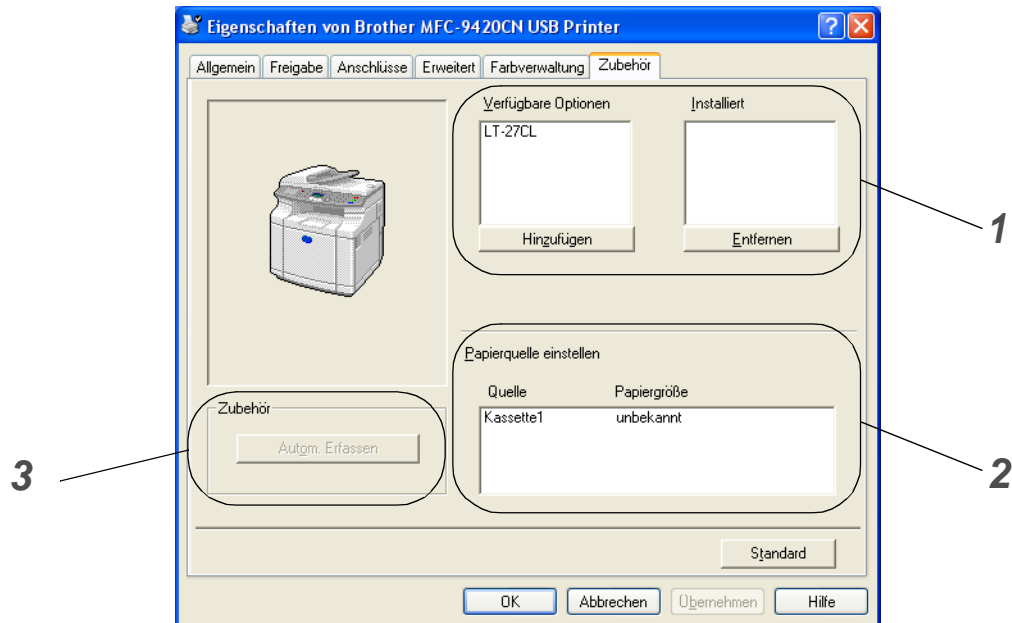 Eigenschaften von Brother MFC-9420CN USB Printer
Allgemein Freigabe Anschlüsse Erweitert Farbverwaltung Zubehör
Verfügbare Optionen Installiert
LT-27CL
Hinzufügen Entfernen
1
Papierquelle einstellen
Quelle Papiergröße
Kassette1 unbekannt
2
Zubehör
Autom. Erfassen
3
Standard
OK Abbrechen Übernehmen Hilfe